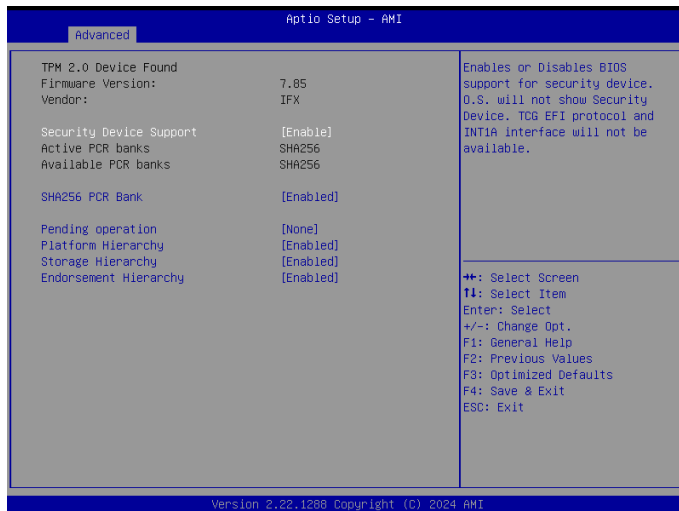 Aptio Setup – AMI
Advanced
TPM 2.0 Device Found
Firmware Version: 7.85
Vendor: IFX
Security Device Support [Enable]
Active PCR banks SHA256
Available PCR banks SHA256
SHA256 PCR Bank [Enabled]
Pending operation [None]
Platform Hierarchy [Enabled]
Storage Hierarchy [Enabled]
Endorsement Hierarchy [Enabled]
Enables or Disables BIOS
support for security device.
O.S. will not show Security
Device. TCG EFI protocol and
INT1A interface will not be
available.
→←: Select Screen
↑↓: Select Item
Enter: Select
+/-: Change Opt.
F1: General Help
F2: Previous Values
F3: Optimized Defaults
F4: Save & Exit
ESC: Exit
Version 2.22.1288 Copyright (C) 2024 AMI